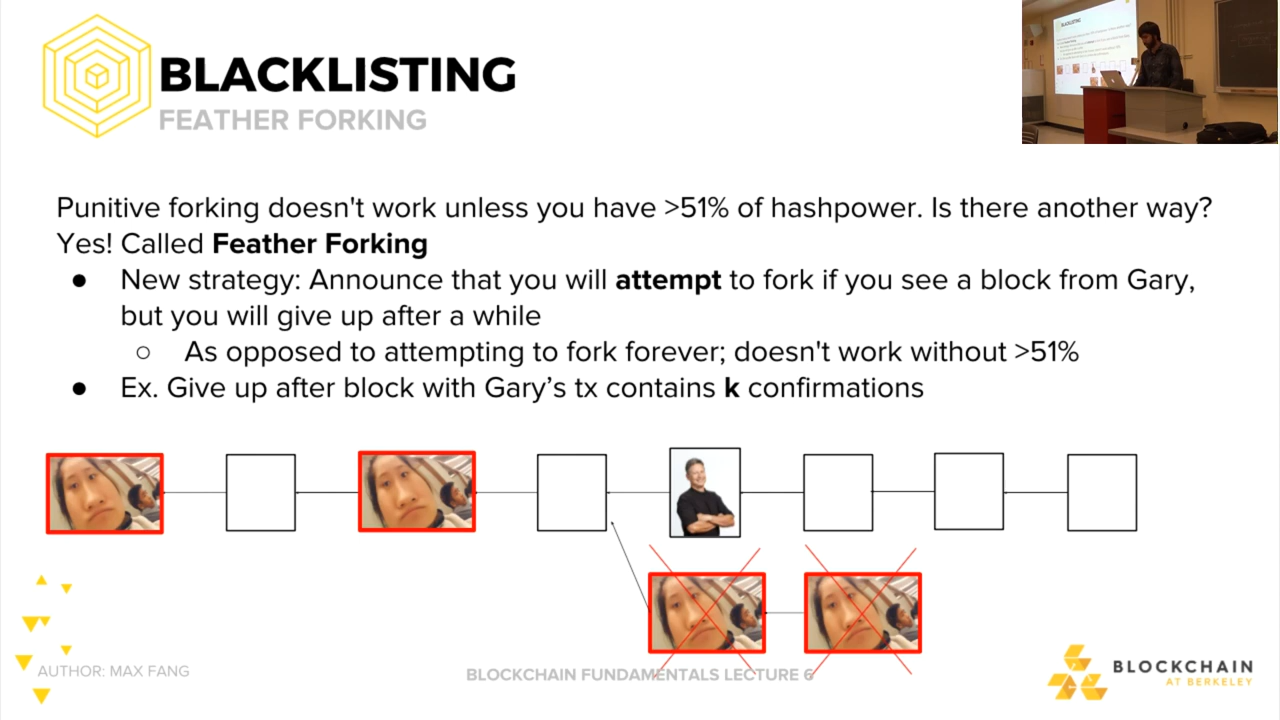 BLACKLISTING
FEATHER FORKING
Punitive forking doesn't work unless you have >51% of hashpower. Is there another way?
Yes! Called Feather Forking
● New strategy: Announce that you will attempt to fork if you see a block from Gary,
but you will give up after a while
○ As opposed to attempting to fork forever; doesn't work without >51%
● Ex. Give up after block with Gary's tx contains k confirmations
AUTHOR: MAX FANG
BLOCKCHAIN FUNDAMENTALS LECTURE 6
BLOCKCHAIN
AT BERKELEY
BLACKLISTING